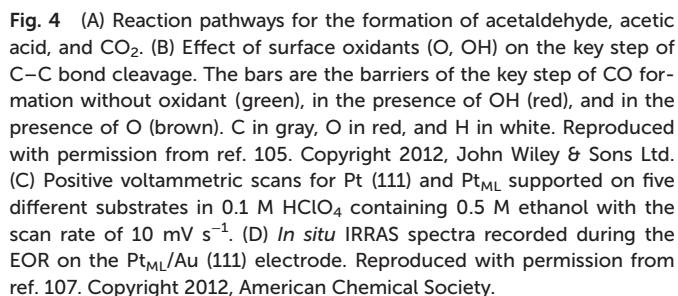 Fig. 4 (A) Reaction pathways for the formation of acetaldehyde, acetic
acid, and CO₂. (B) Effect of surface oxidants (O, OH) on the key step of
C–C bond cleavage. The bars are the barriers of the key step of CO for-
mation without oxidant (green), in the presence of OH (red), and in the
presence of O (brown). C in gray, O in red, and H in white. Reproduced
with permission from ref. 105. Copyright 2012, John Wiley & Sons Ltd.
(C) Positive voltammetric scans for Pt (111) and Pt_ML supported on five
different substrates in 0.1 M HClO₄ containing 0.5 M ethanol with the
scan rate of 10 mV s⁻¹. (D) In situ IRRAS spectra recorded during the
EOR on the Pt_ML/Au (111) electrode. Reproduced with permission from
ref. 107. Copyright 2012, American Chemical Society.